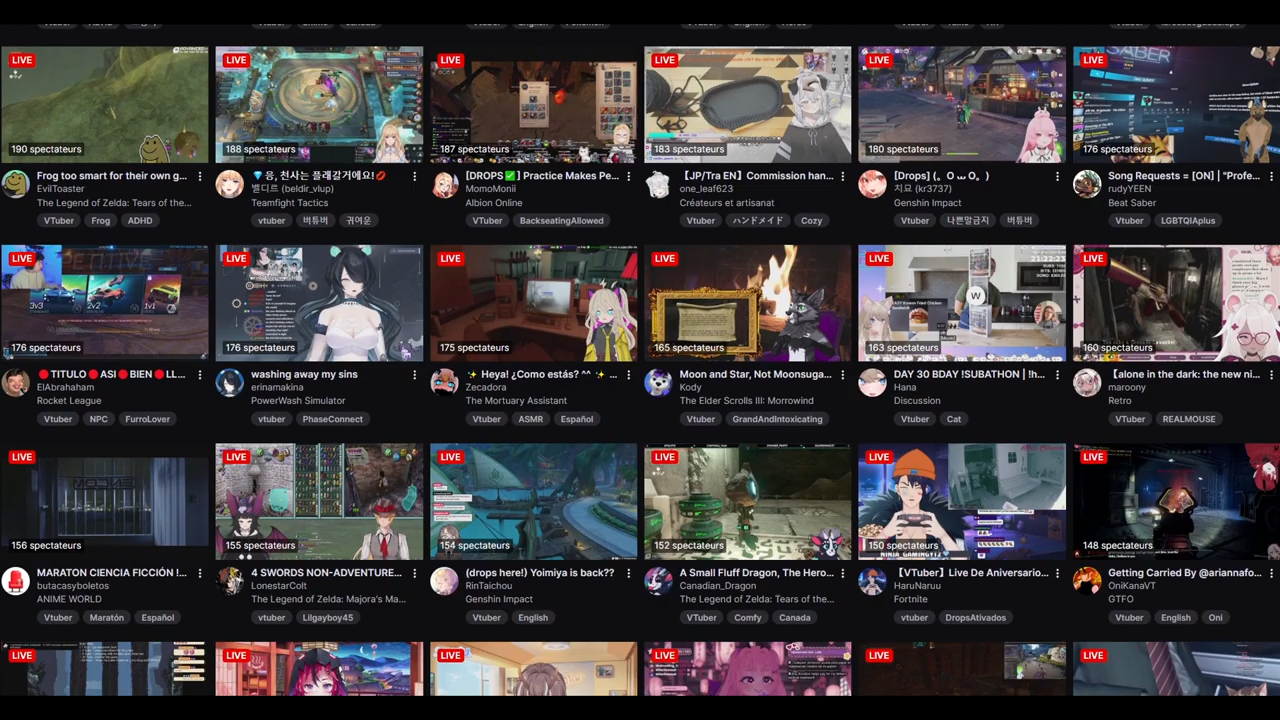 LIVE
190 spectateurs
Frog too smart for their own g...
EvilToaster
The Legend of Zelda: Tears of the...
VTuber Frog ADHD
LIVE
188 spectateurs
💎 응, 천사는 플래갈거에요!💋
벨디르 (beldir_vlup)
Teamfight Tactics
vtuber 버튜버 귀여운
LIVE
187 spectateurs
[DROPS ✅] Practice Makes Pe...
MomoMonii
Albion Online
VTuber BackseatingAllowed
LIVE
183 spectateurs
【JP/Tra EN】Commission han...
one_leaf623
Créateurs et artisanat
Vtuber ハンドメイド Cozy
LIVE
180 spectateurs
[Drops] (。O ω O。)
치묘 (kr3737)
Genshin Impact
Vtuber 나쁜말금지 버튜버
LIVE
SABER
176 spectateurs
Song Requests = [ON] | "Profe...
rudyYEEN
Beat Saber
Vtuber LGBTQIAplus
LIVE
3v3 2v2 1v1
176 spectateurs
🔴TITULO🔴ASI🔴BIEN🔴LL...
ElAbrahaham
Rocket League
Vtuber NPC FurroLover
LIVE
176 spectateurs
washing away my sins
erinamakina
PowerWash Simulator
vtuber PhaseConnect
LIVE
175 spectateurs
✨ Heya! ¿Como estás? ^^ ✨ ...
Zecadora
The Mortuary Assistant
Vtuber ASMR Español
LIVE
165 spectateurs
Moon and Star, Not Moonsuga...
Kody
The Elder Scrolls III: Morrowind
Vtuber GrandAndIntoxicating
LIVE
21:22:23
W
163 spectateurs
DAY 30 BDAY !SUBATHON | !h...
Hana
Discussion
Vtuber Cat
LIVE
160 spectateurs
【alone in the dark: the new ni...
maroony
Retro
VTuber REALMOUSE
LIVE
156 spectateurs
MARATON CIENCIA FICCIÓN !...
butacasyboletos
ANIME WORLD
Vtuber Maratón Español
LIVE
155 spectateurs
4 SWORDS NON-ADVENTURE...
LonestarColt
The Legend of Zelda: Majora's Ma...
vtuber Lilgayboy45
LIVE
154 spectateurs
(drops here!) Yoimiya is back??
RinTaichou
Genshin Impact
Vtuber English
LIVE
152 spectateurs
A Small Fluff Dragon, The Hero...
Canadian_Dragon
The Legend of Zelda: Tears of the...
VTuber Comfy Canada
LIVE
150 spectateurs
【VTuber】Live De Aniversario...
HaruNaruu
Fortnite
vtuber DropsAtivados
LIVE
148 spectateurs
Getting Carried By @ariannafo...
OniKanaVT
GTFO
Vtuber English Oni
LIVE
LIVE
LIVE
LIVE
LIVE
LIVE